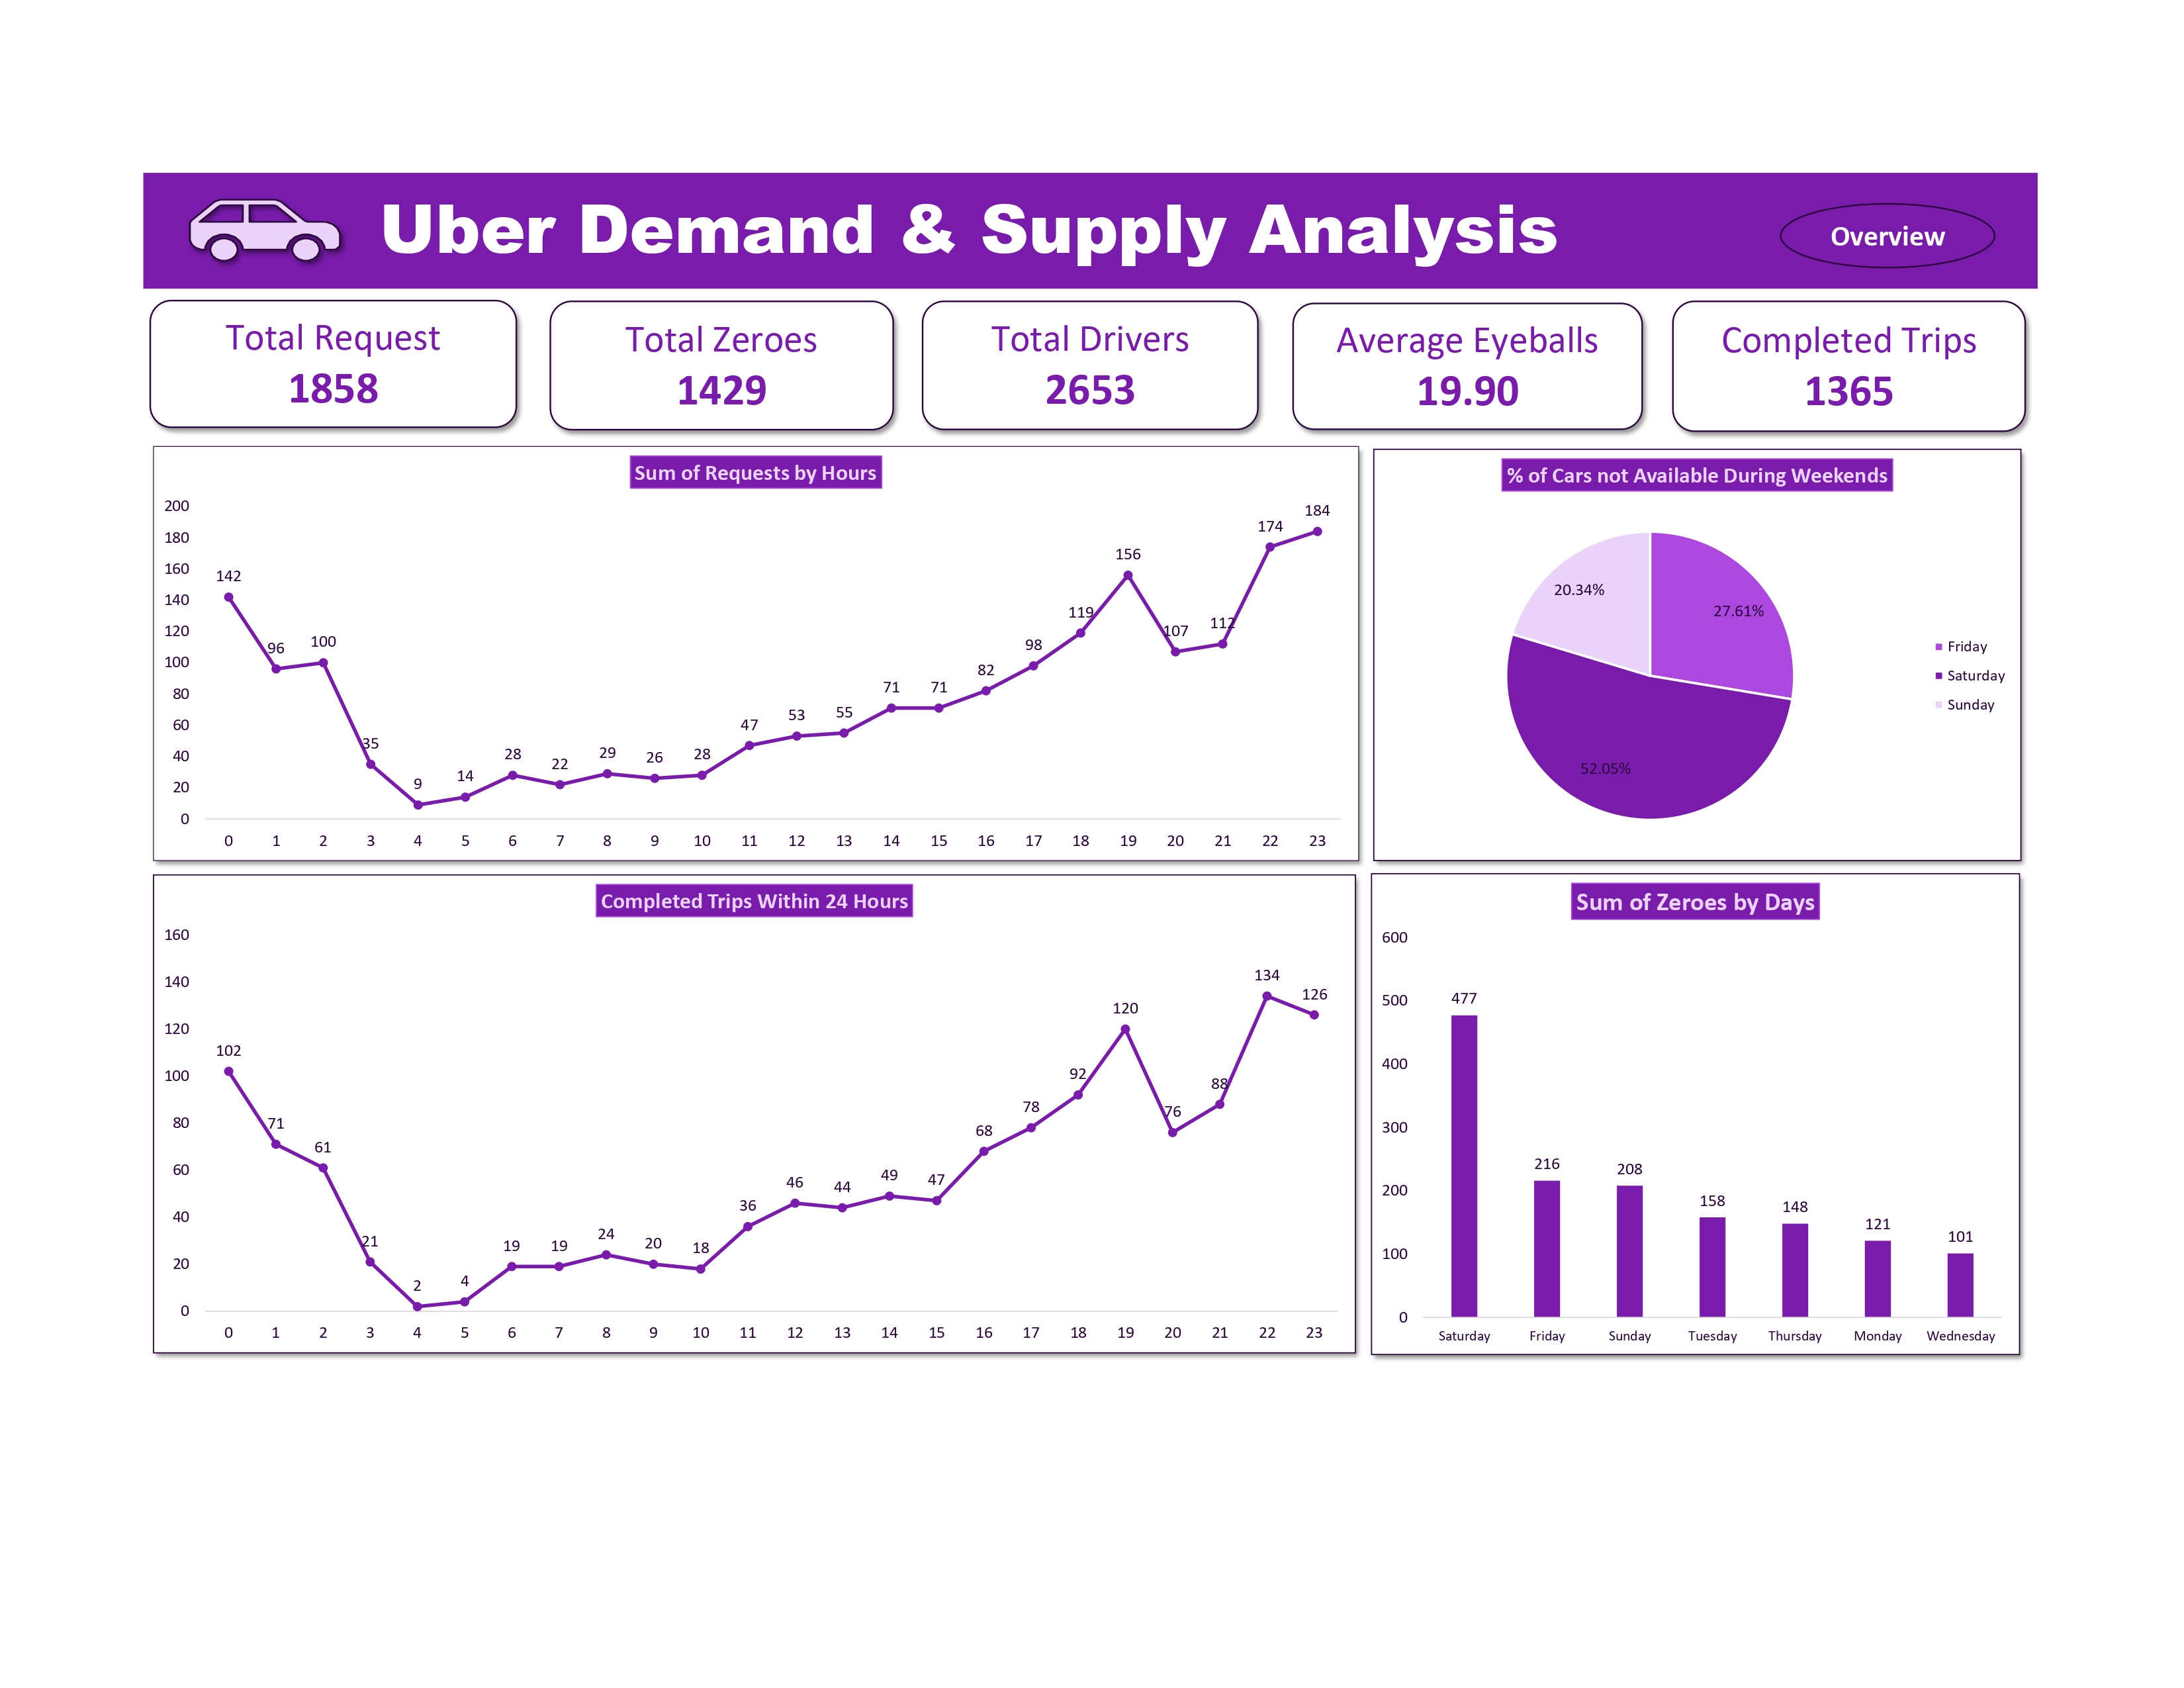 Uber Demand & Supply Analysis
Overview
Total Request
1858
Total Zeroes
1429
Total Drivers
2653
Average Eyeballs
19.90
Completed Trips
1365
Sum of Requests by Hours
200
180
160
140
120
100
80
60
40
20
0
142 96 100 35 9 14 28 22 29 26 28 47 53 55 71 71 82 98 119 156 107 112 174 184
0 1 2 3 4 5 6 7 8 9 10 11 12 13 14 15 16 17 18 19 20 21 22 23
% of Cars not Available During Weekends
20.34%
27.61%
52.05%
Friday
Saturday
Sunday
Completed Trips Within 24 Hours
160
140
120
100
80
60
40
20
0
102 71 61 21 2 4 19 19 24 20 18 36 46 44 49 47 68 78 92 120 76 88 134 126
0 1 2 3 4 5 6 7 8 9 10 11 12 13 14 15 16 17 18 19 20 21 22 23
Sum of Zeroes by Days
600
500
400
300
200
100
0
477 216 208 158 148 121 101
Saturday Friday Sunday Tuesday Thursday Monday Wednesday